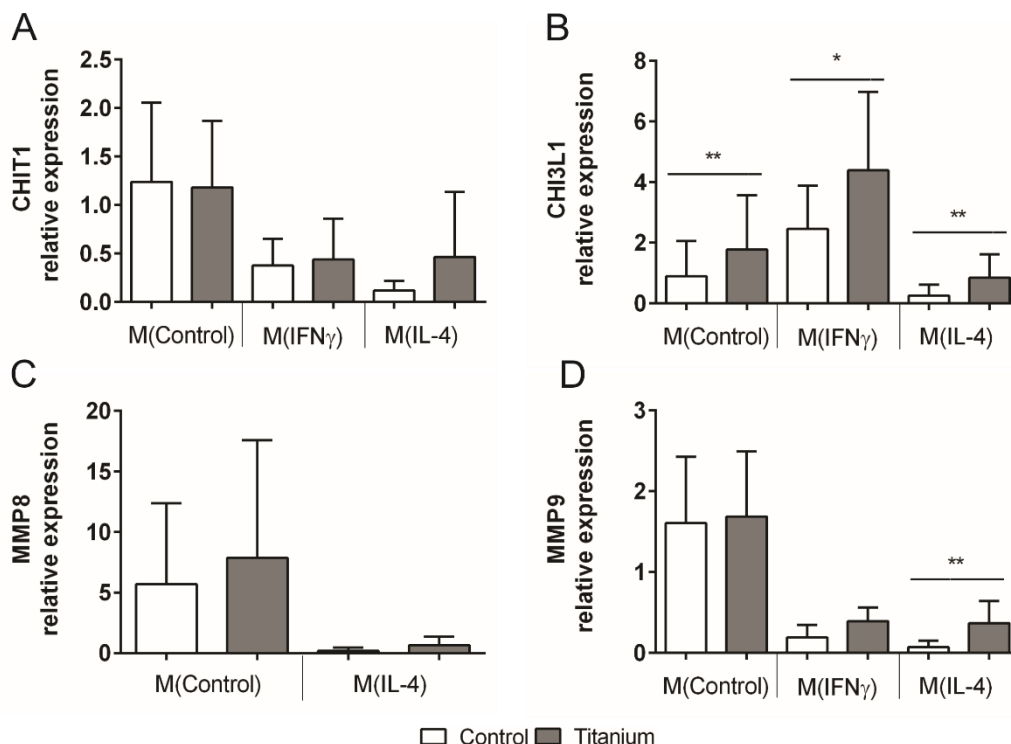 A
CHIT1
relative expression
2.5
2.0
1.5
1.0
0.5
0.0
M(Control) M(IFNγ) M(IL-4)
B
CHI3L1
relative expression
8
6
4
2
0
**
*
**
M(Control) M(IFNγ) M(IL-4)
C
MMP8
relative expression
20
15
10
5
0
M(Control) M(IL-4)
D
MMP9
relative expression
3
2
1
0
**
M(Control) M(IFNγ) M(IL-4)
Control Titanium